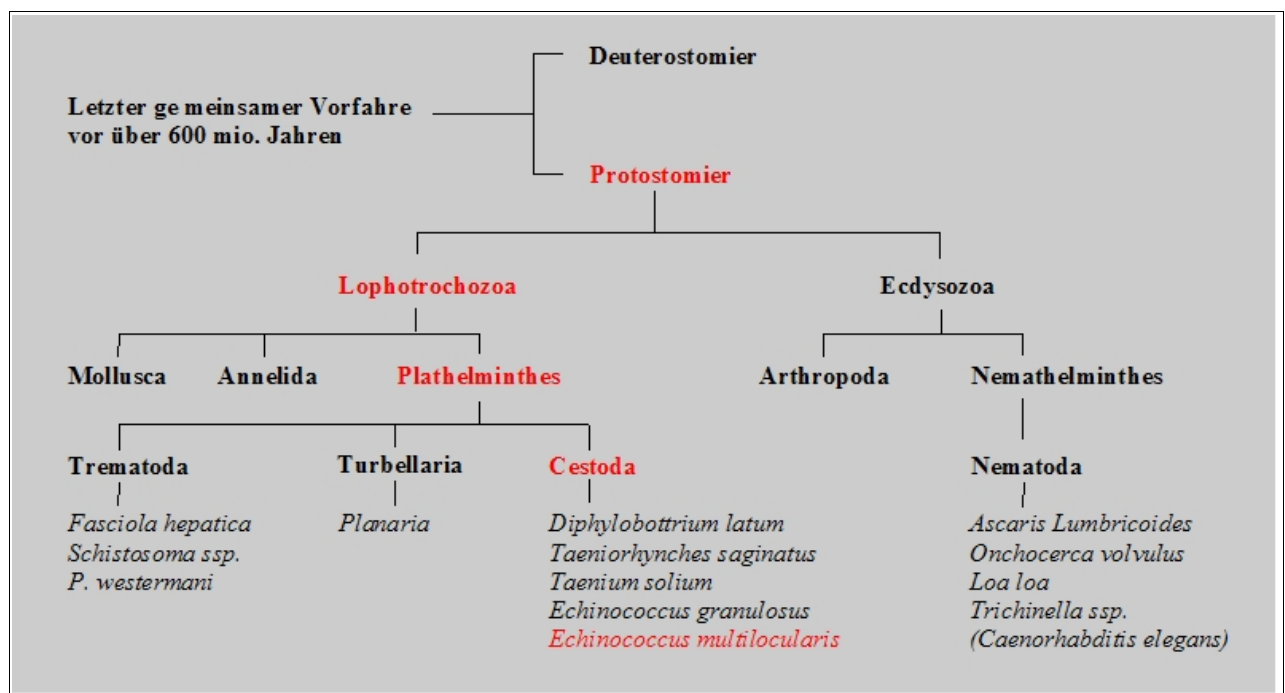 Deuterostomier
Letzter ge meinsamer Vorfahre
vor über 600 mio. Jahren
Protostomier
Lophotrochozoa
Ecdysozoa
Mollusca
Annelida
Plathelminthes
Arthropoda
Nemathelminthes
Trematoda
Turbellaria
Cestoda
Nematoda
Fasciola hepatica
Schistosoma ssp.
P. westermani
Planaria
Diphylobottrium latum
Taeniorhynches saginatus
Taenium solium
Echinococcus granulosus
Echinococcus multilocularis
Ascaris Lumbricoides
Onchocerca volvulus
Loa loa
Trichinella ssp.
(Caenorhabditis elegans)